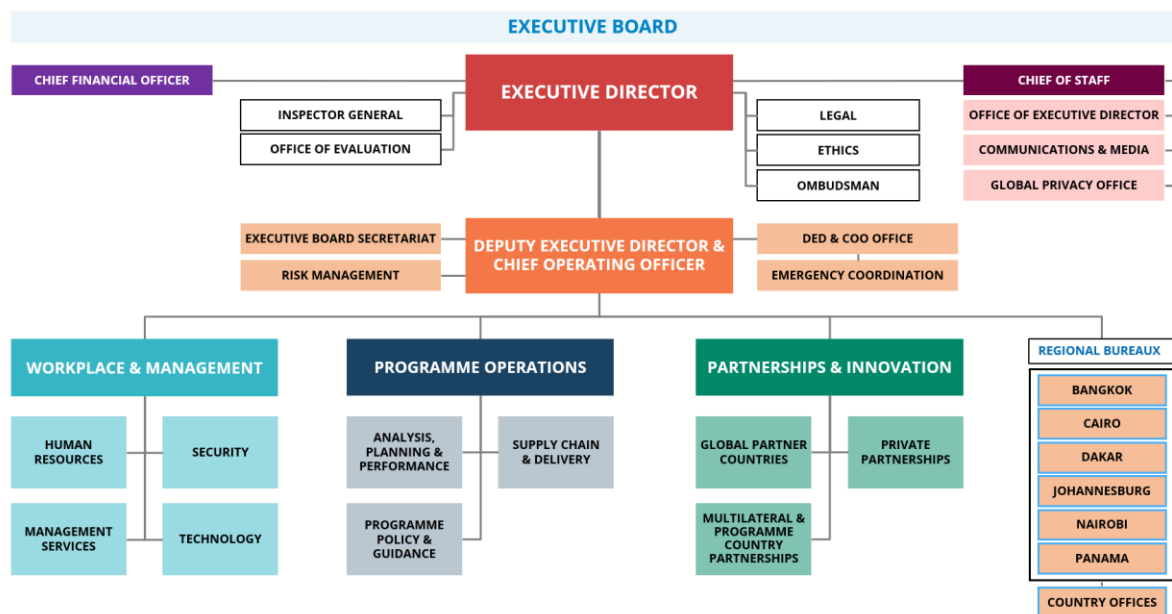 EXECUTIVE BOARD
CHIEF FINANCIAL OFFICER
EXECUTIVE DIRECTOR
CHIEF OF STAFF
INSPECTOR GENERAL
OFFICE OF EVALUATION
LEGAL
ETHICS
OMBUDSMAN
OFFICE OF EXECUTIVE DIRECTOR
COMMUNICATIONS & MEDIA
GLOBAL PRIVACY OFFICE
EXECUTIVE BOARD SECRETARIAT
RISK MANAGEMENT
DEPUTY EXECUTIVE DIRECTOR &
CHIEF OPERATING OFFICER
DED & COO OFFICE
EMERGENCY COORDINATION
WORKPLACE & MANAGEMENT
HUMAN
RESOURCES
SECURITY
MANAGEMENT
SERVICES
TECHNOLOGY
PROGRAMME OPERATIONS
ANALYSIS,
PLANNING &
PERFORMANCE
SUPPLY CHAIN
& DELIVERY
PROGRAMME
POLICY &
GUIDANCE
PARTNERSHIPS & INNOVATION
GLOBAL PARTNER
COUNTRIES
PRIVATE
PARTNERSHIPS
MULTILATERAL &
PROGRAMME
COUNTRY
PARTNERSHIPS
REGIONAL BUREAUX
BANGKOK
CAIRO
DAKAR
JOHANNESBURG
NAIROBI
PANAMA
COUNTRY OFFICES